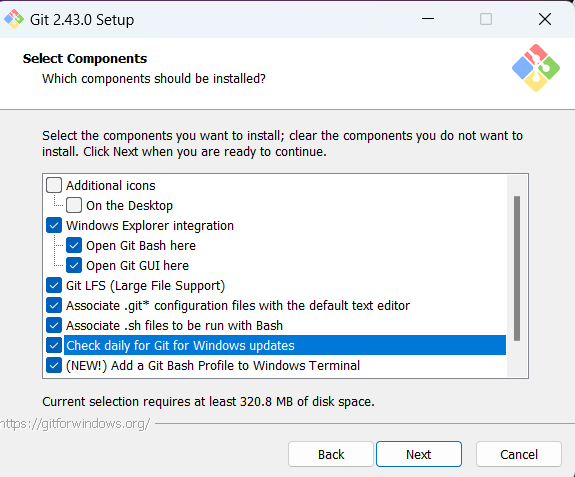 Git 2.43.0 Setup
Select Components
Which components should be installed?
Select the components you want to install; clear the components you do not want to
install. Click Next when you are ready to continue.
Additional icons
On the Desktop
Windows Explorer integration
Open Git Bash here
Open Git GUI here
Git LFS (Large File Support)
Associate .git* configuration files with the default text editor
Associate .sh files to be run with Bash
Check daily for Git for Windows updates
(NEW!) Add a Git Bash Profile to Windows Terminal
Current selection requires at least 320.8 MB of disk space.
https://gitforwindows.org/
Back
Next
Cancel